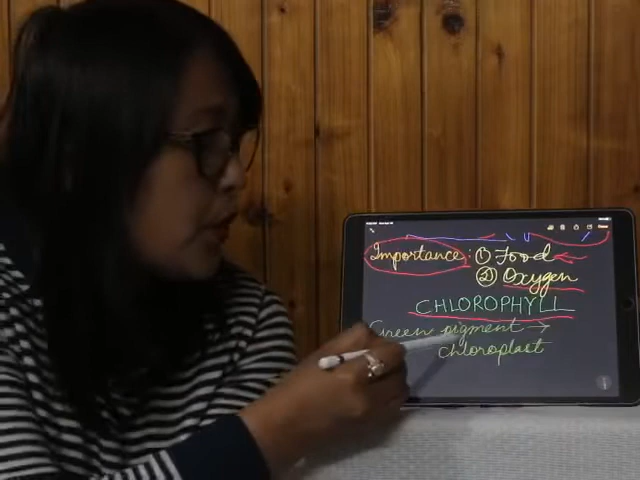 Importance : ① Food ←
② Oxygen
CHLOROPHYLL
Green pigment →
chloroplast